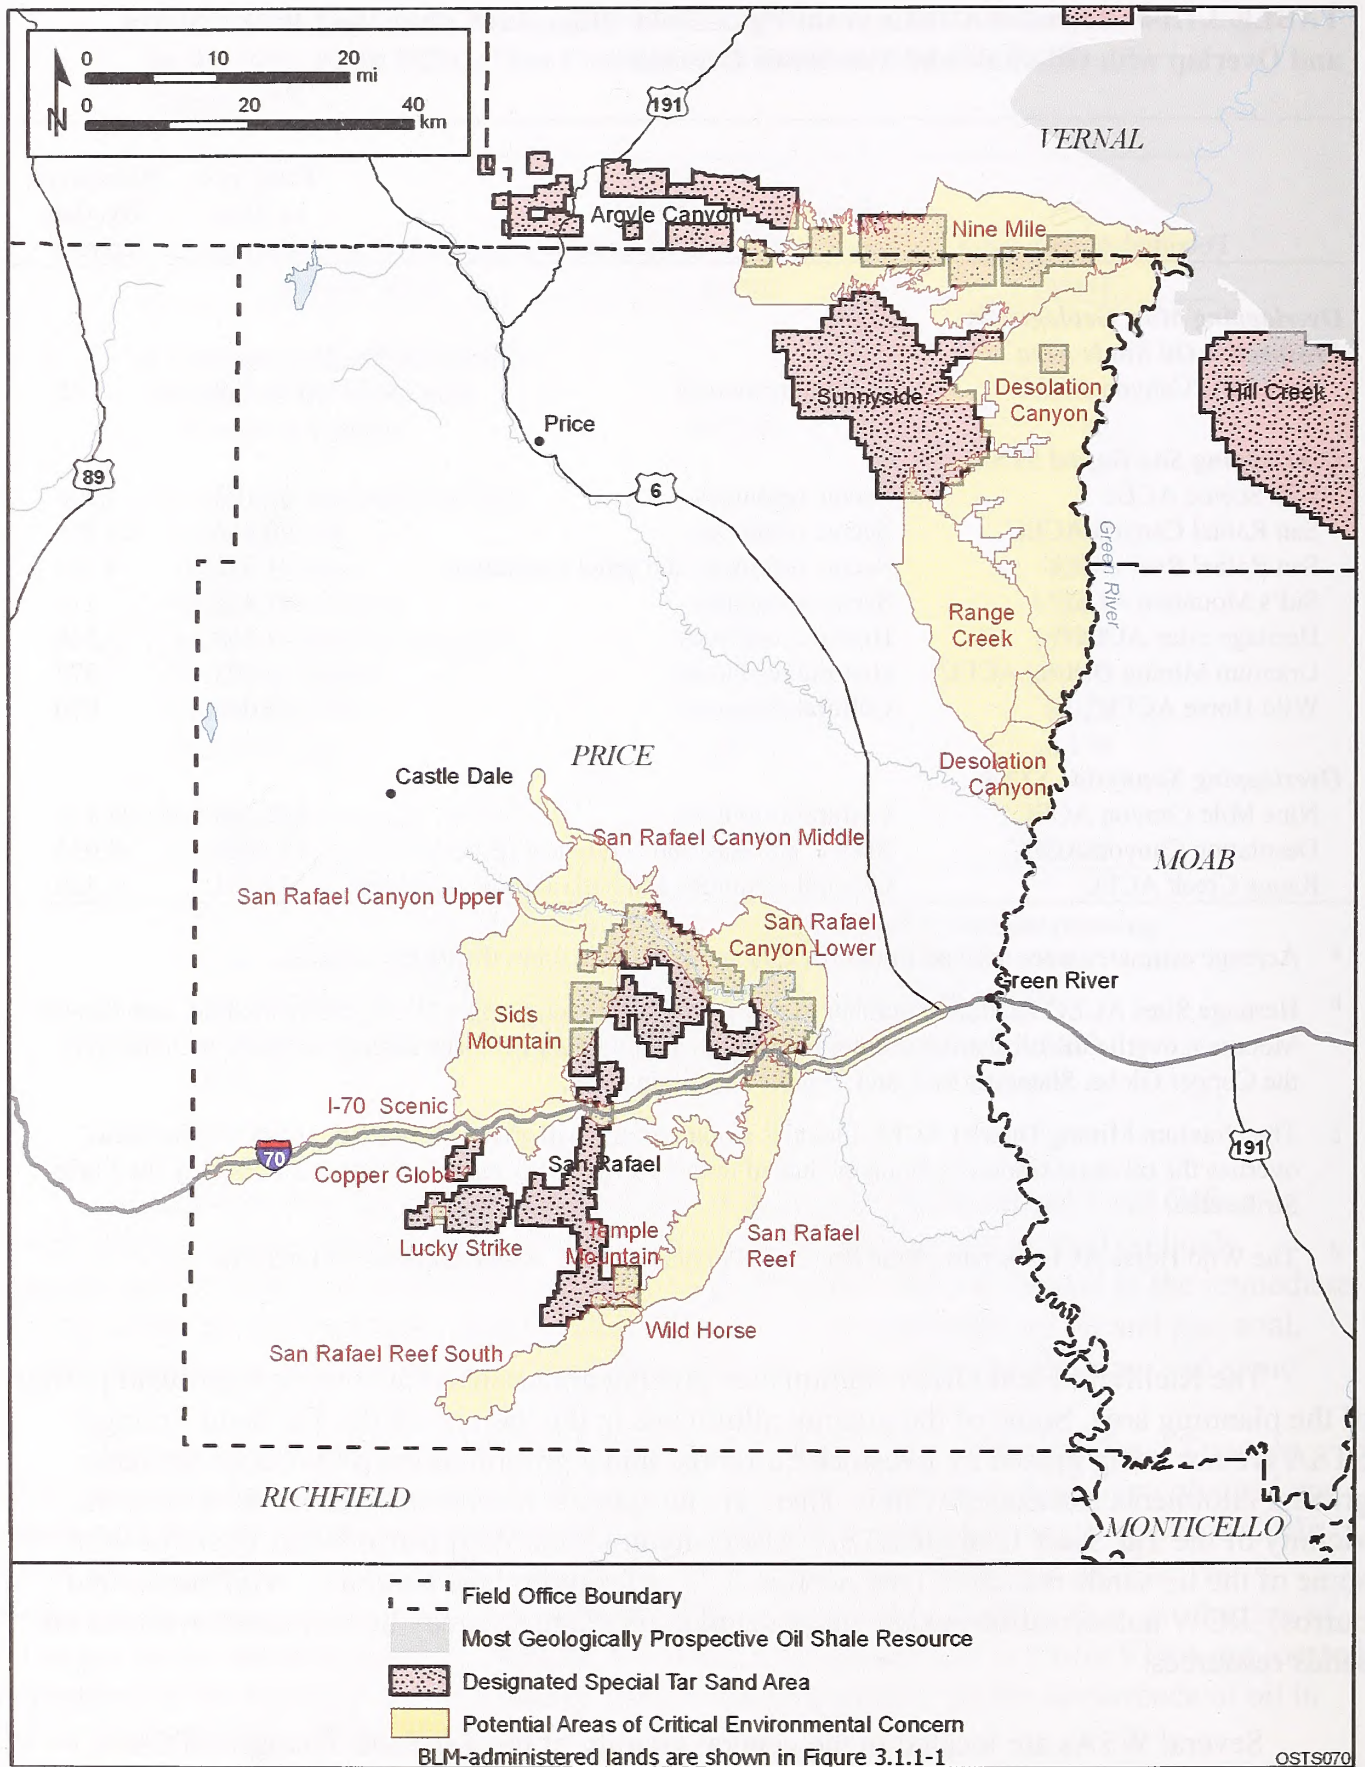 0 10 20
mi
0 20 40
km
N
191
VERNAL
Argyle Canyon
Nine Mile
Sunnyside
Desolation
Canyon
Hill Creek
Price
89
6
Green River
Range
Creek
PRICE
Castle Dale
Desolation
Canyon
San Rafael Canyon Middle
MOAB
San Rafael Canyon Upper
San Rafael
Canyon Lower
Green River
Sids
Mountain
I-70 Scenic
70
191
San Rafael
Copper Globe
Lucky Strike
Temple
Mountain
San Rafael
Reef
Wild Horse
San Rafael Reef South
RICHFIELD
MONTICELLO
Field Office Boundary
Most Geologically Prospective Oil Shale Resource
Designated Special Tar Sand Area
Potential Areas of Critical Environmental Concern
BLM-administered lands are shown in Figure 3.1.1-1
OSTS070